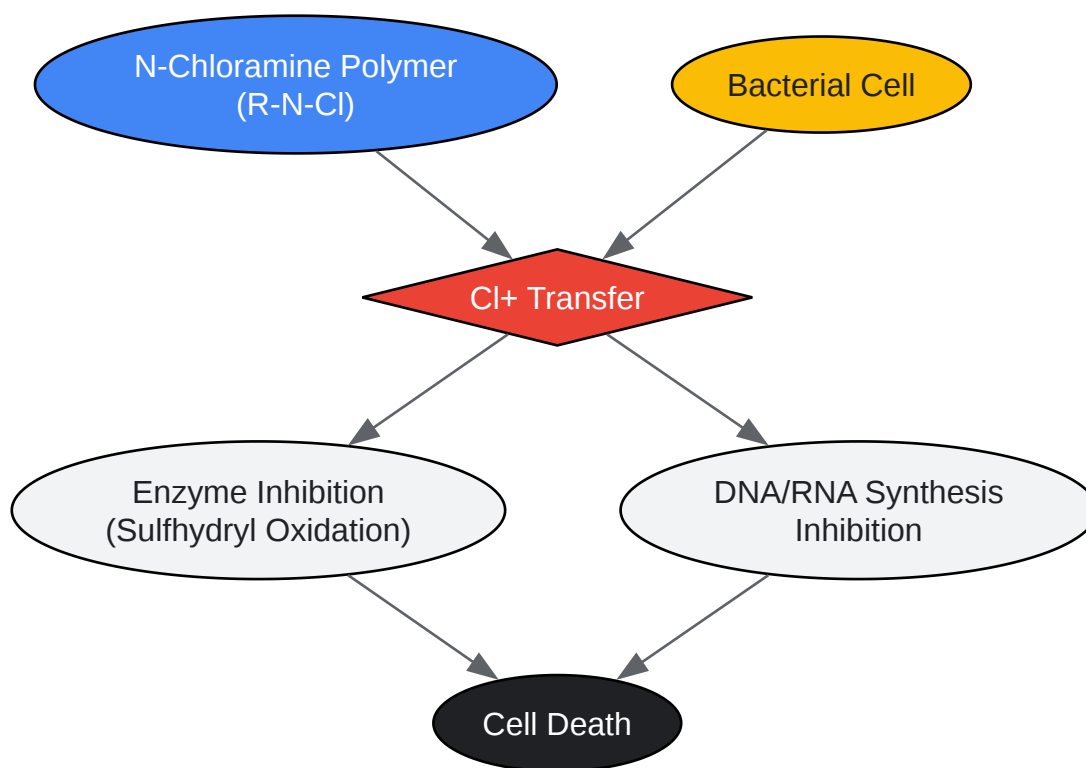 N-Chloramine Polymer
(R-N-Cl)
Bacterial Cell
Cl+ Transfer
Enzyme Inhibition
(Sulfhydryl Oxidation)
DNA/RNA Synthesis
Inhibition
Cell Death